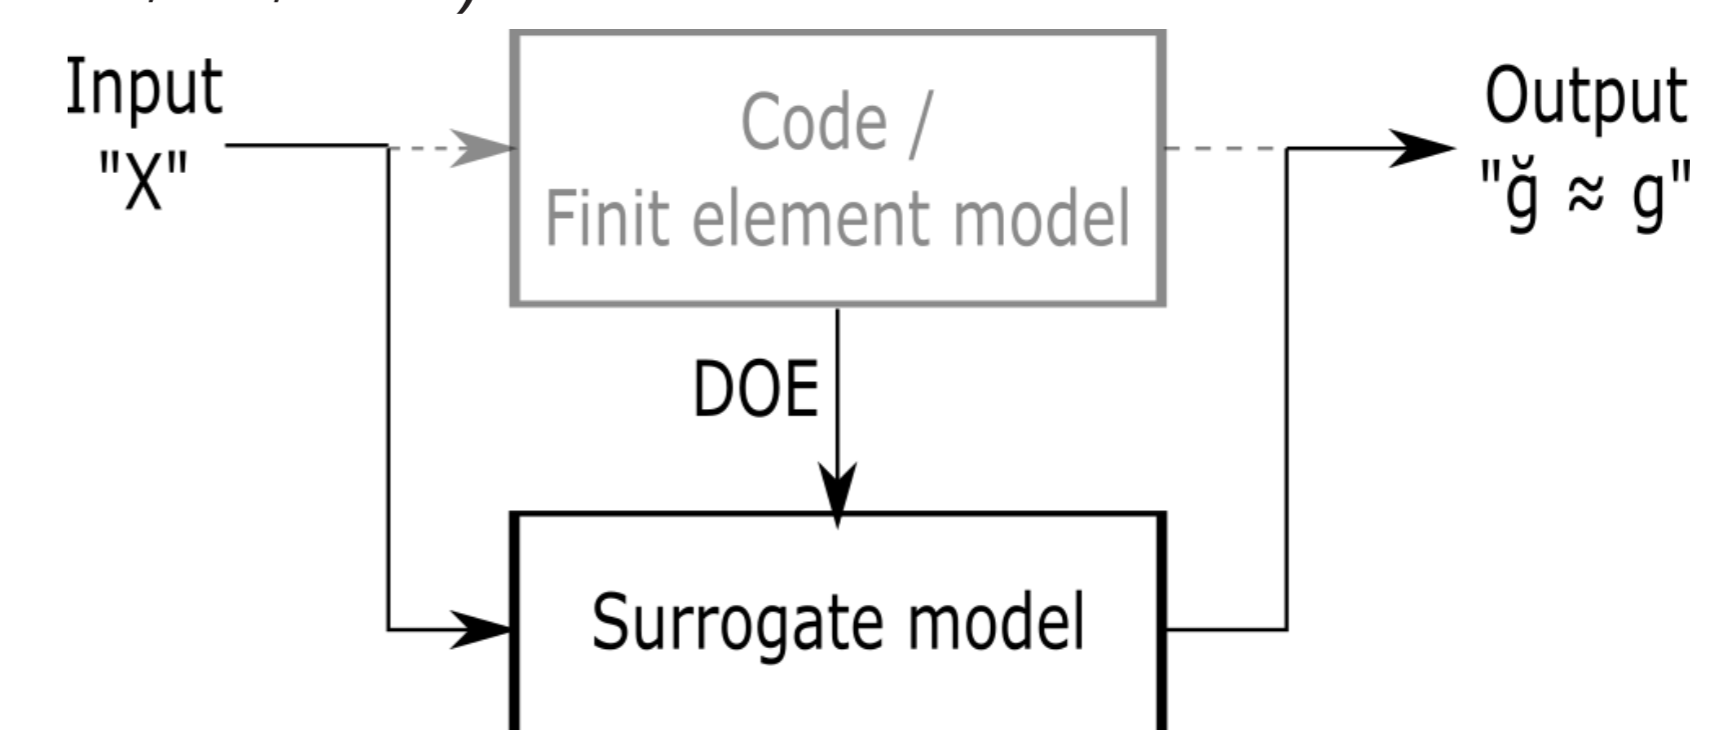 Input
"X"
Code /
Finit element model
Output
"ğ ≈ g"
DOE
Surrogate model